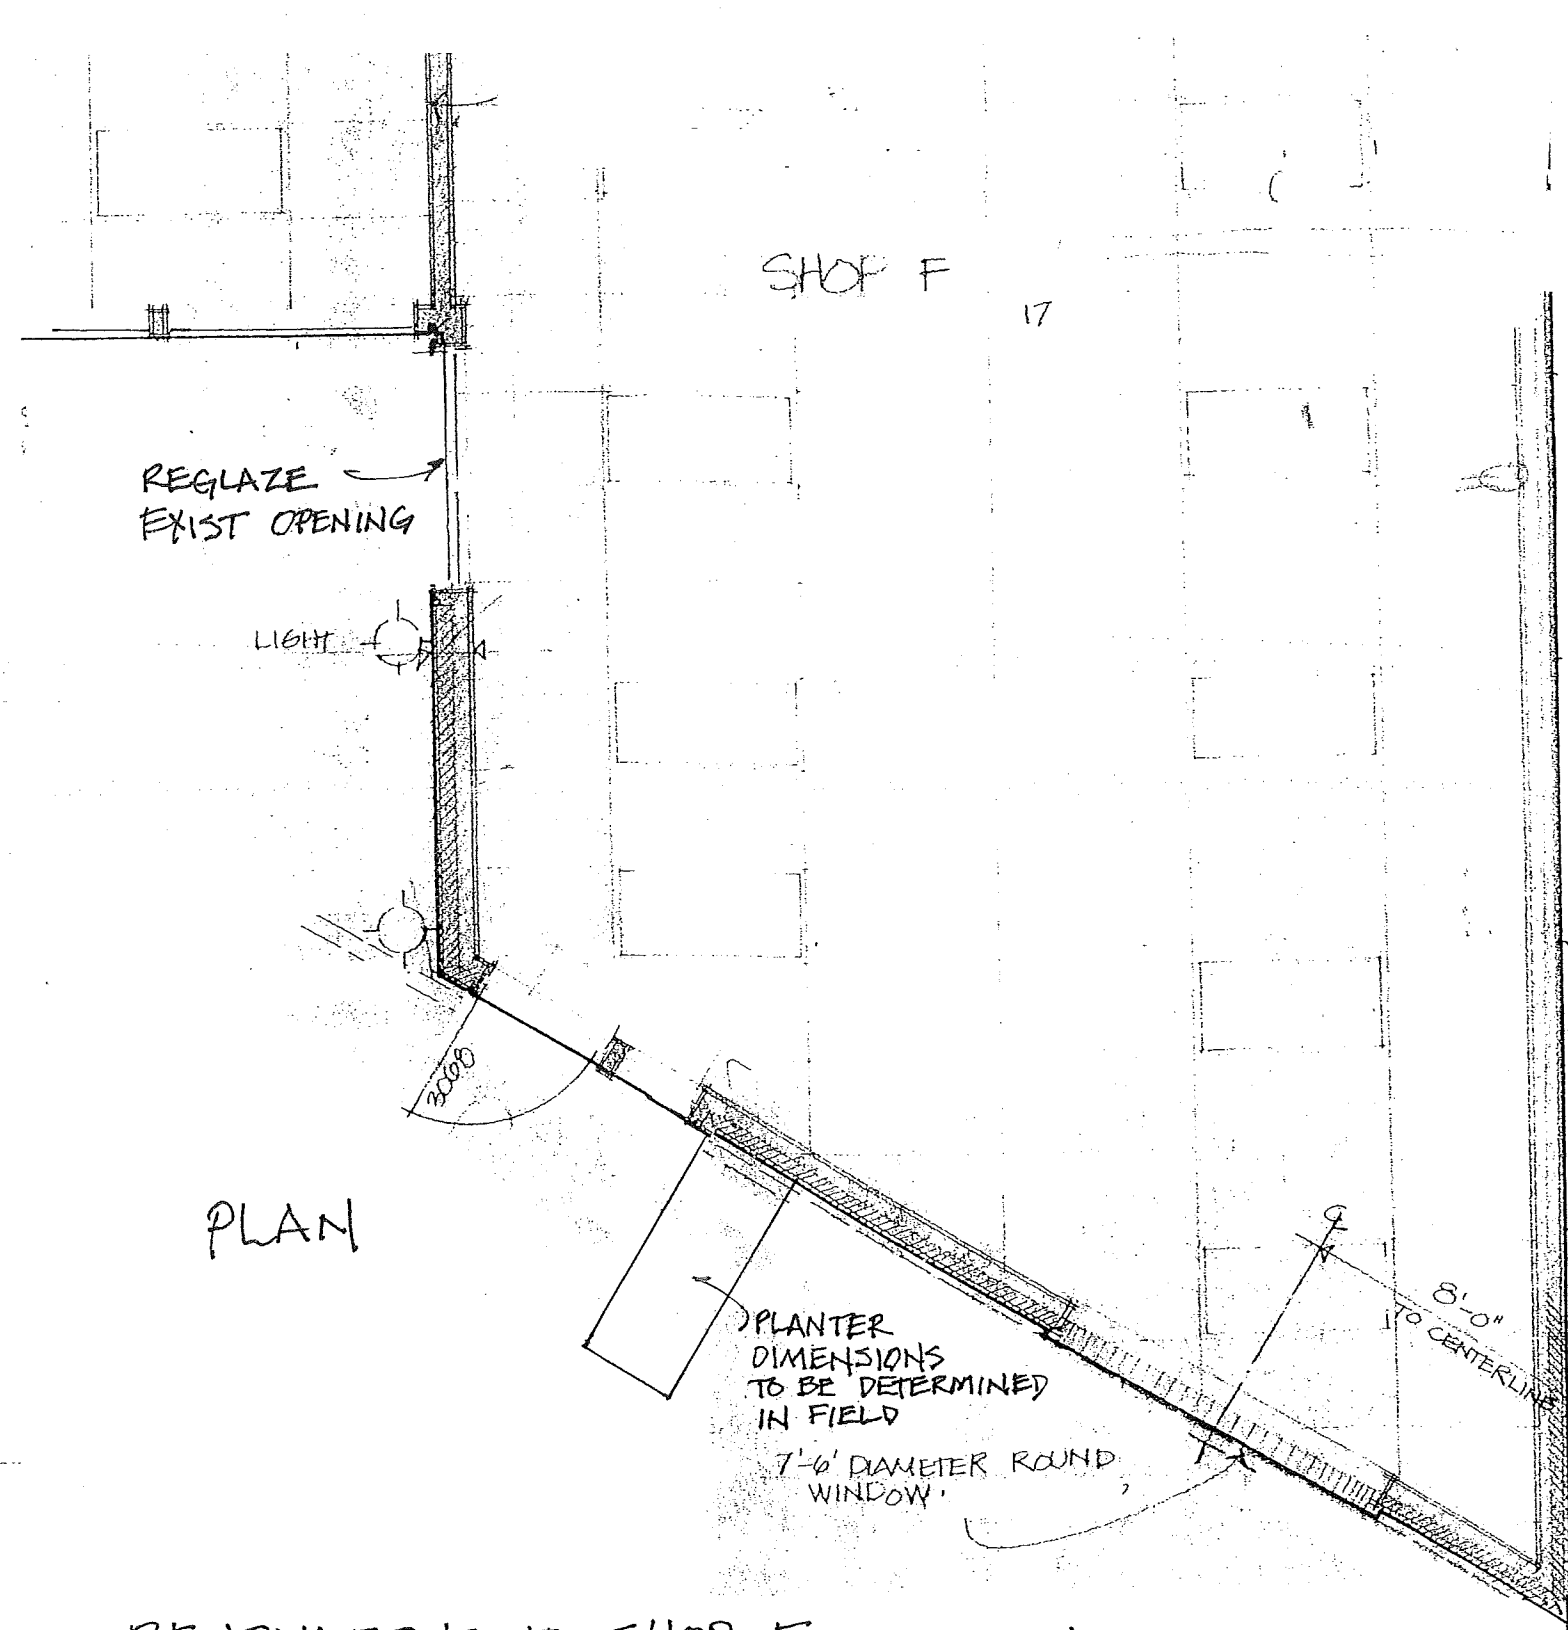 SHOP F
17
REGLAZE
EXIST OPENING
LIGHT
3068
PLAN
℄
8'-0"
TO CENTERLINE
PLANTER
DIMENSIONS
TO BE DETERMINED
IN FIELD
7'-6' DIAMETER ROUND
WINDOW.
SHOP F